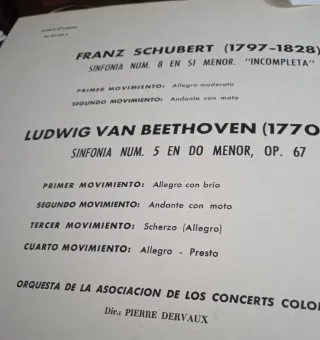 FRANZ SCHUBERT (1797-1828)
SINFONIA NUM. 8 EN SI MENOR. "INCOMPLETA"
PRIMER MOVIMIENTO: Allegro moderato
SEGUNDO MOVIMIENTO: Andante con moto
LUDWIG VAN BEETHOVEN (1770
SINFONIA NUM. 5 EN DO MENOR, OP. 67
PRIMER MOVIMIENTO: Allegro con brio
SEGUNDO MOVIMIENTO: Andante con moto
TERCER MOVIMIENTO: Scherzo (Allegro)
CUARTO MOVIMIENTO: Allegro - Presto
ORQUESTA DE LA ASOCIACION DE LOS CONCERTS COLO
Dir.: PIERRE DERVAUX